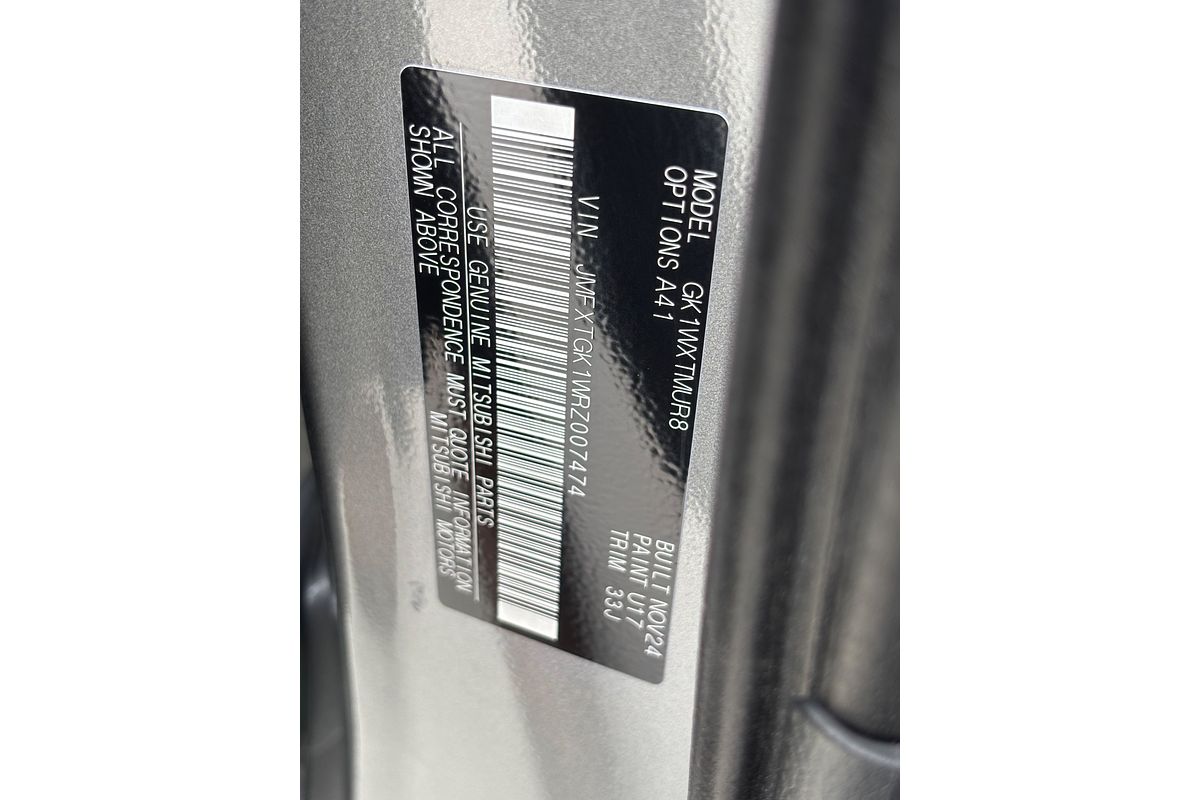 MODEL GK1WXTMUR8
OPTIONS A41
BUILT NOV24
PAINT U17
TRIM 33J
VIN JMFXTGK1WRZ007474
USE GENUINE MITSUBISHI PARTS
ALL CORRESPONDENCE MUST QUOTE INFORMATION
SHOWN ABOVE
MITSUBISHI MOTORS